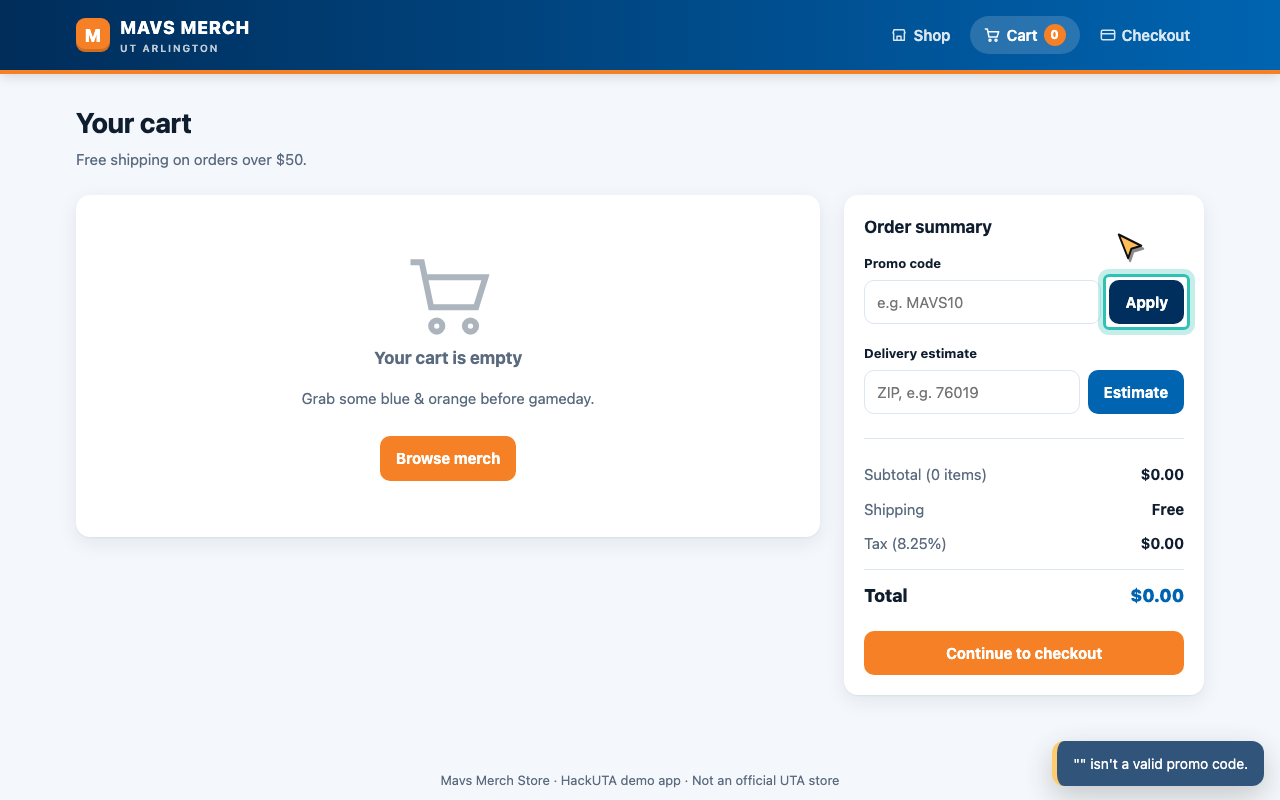 M
MAVS MERCH
UT ARLINGTON
Shop
Cart 0
Checkout
Your cart
Free shipping on orders over $50.
Your cart is empty
Grab some blue & orange before gameday.
Browse merch
Order summary
Promo code
e.g. MAVS10
Apply
Delivery estimate
ZIP, e.g. 76019
Estimate
Subtotal (0 items) $0.00
Shipping Free
Tax (8.25%) $0.00
Total $0.00
Continue to checkout
Mavs Merch Store · HackUTA demo app · Not an official UTA store
"" isn't a valid promo code.